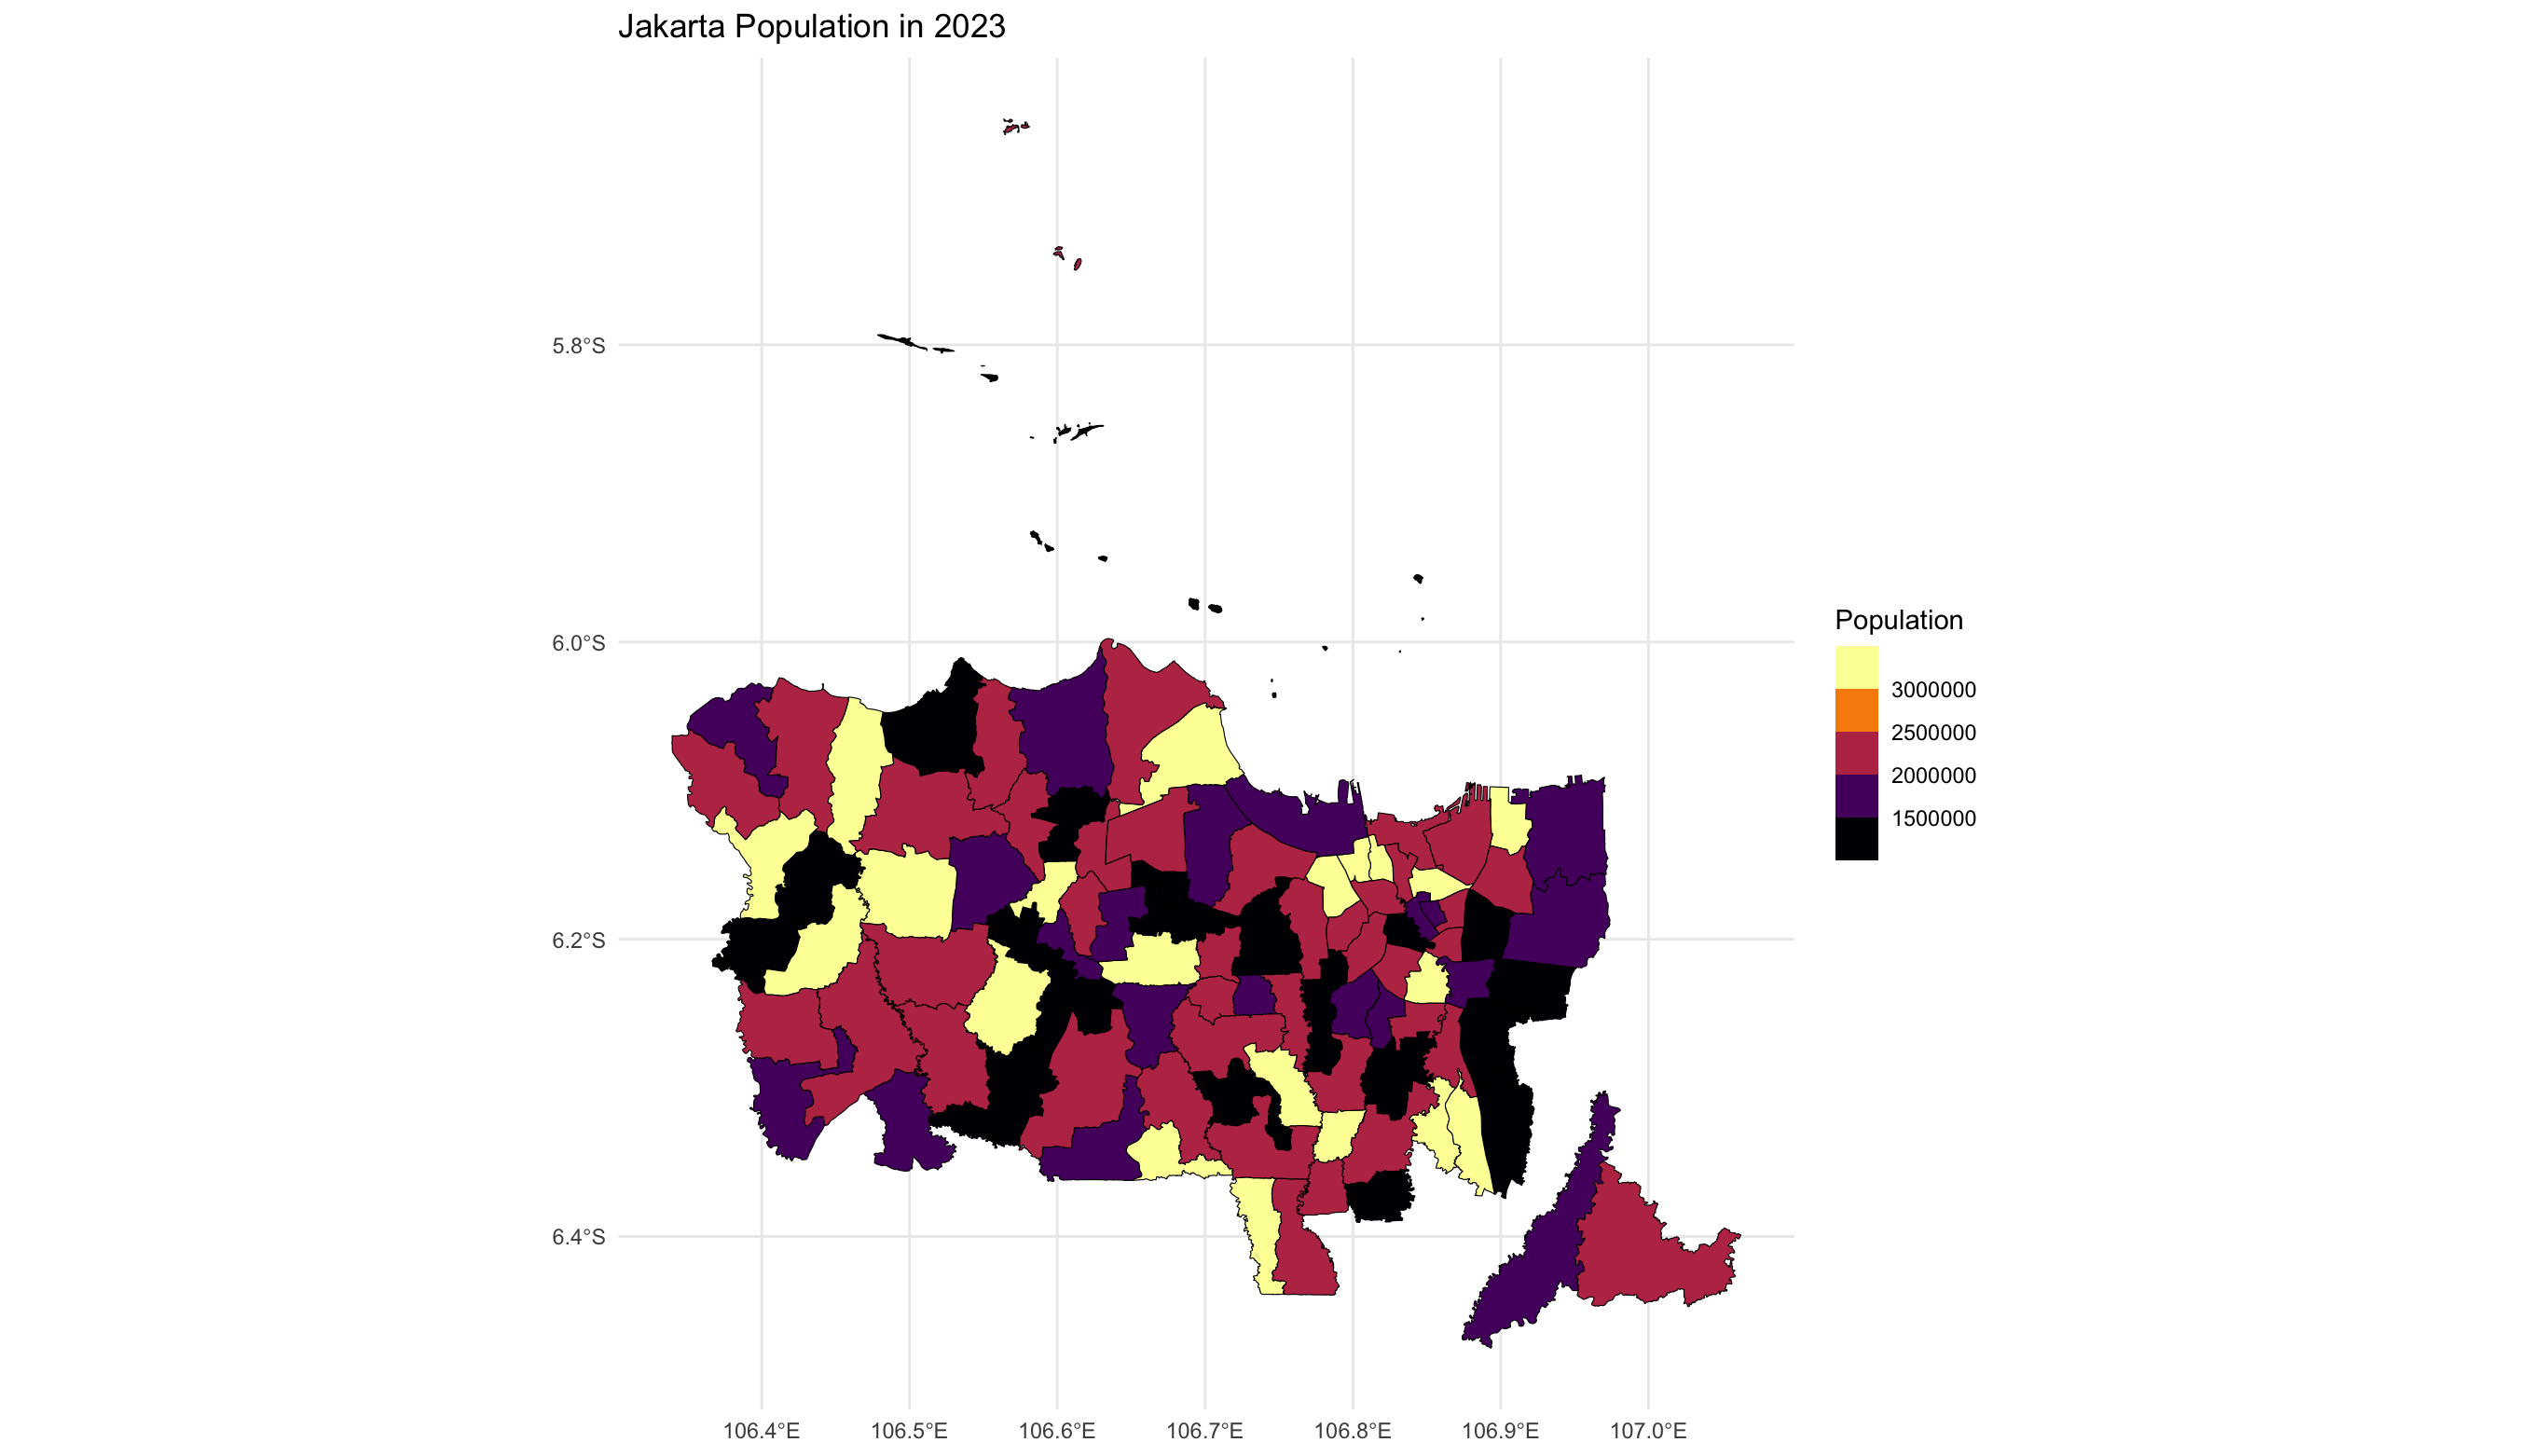 Jakarta Population in 2023
5.8°S
6.0°S
6.2°S
6.4°S
106.4°E 106.5°E 106.6°E 106.7°E 106.8°E 106.9°E 107.0°E
Population
3000000
2500000
2000000
1500000